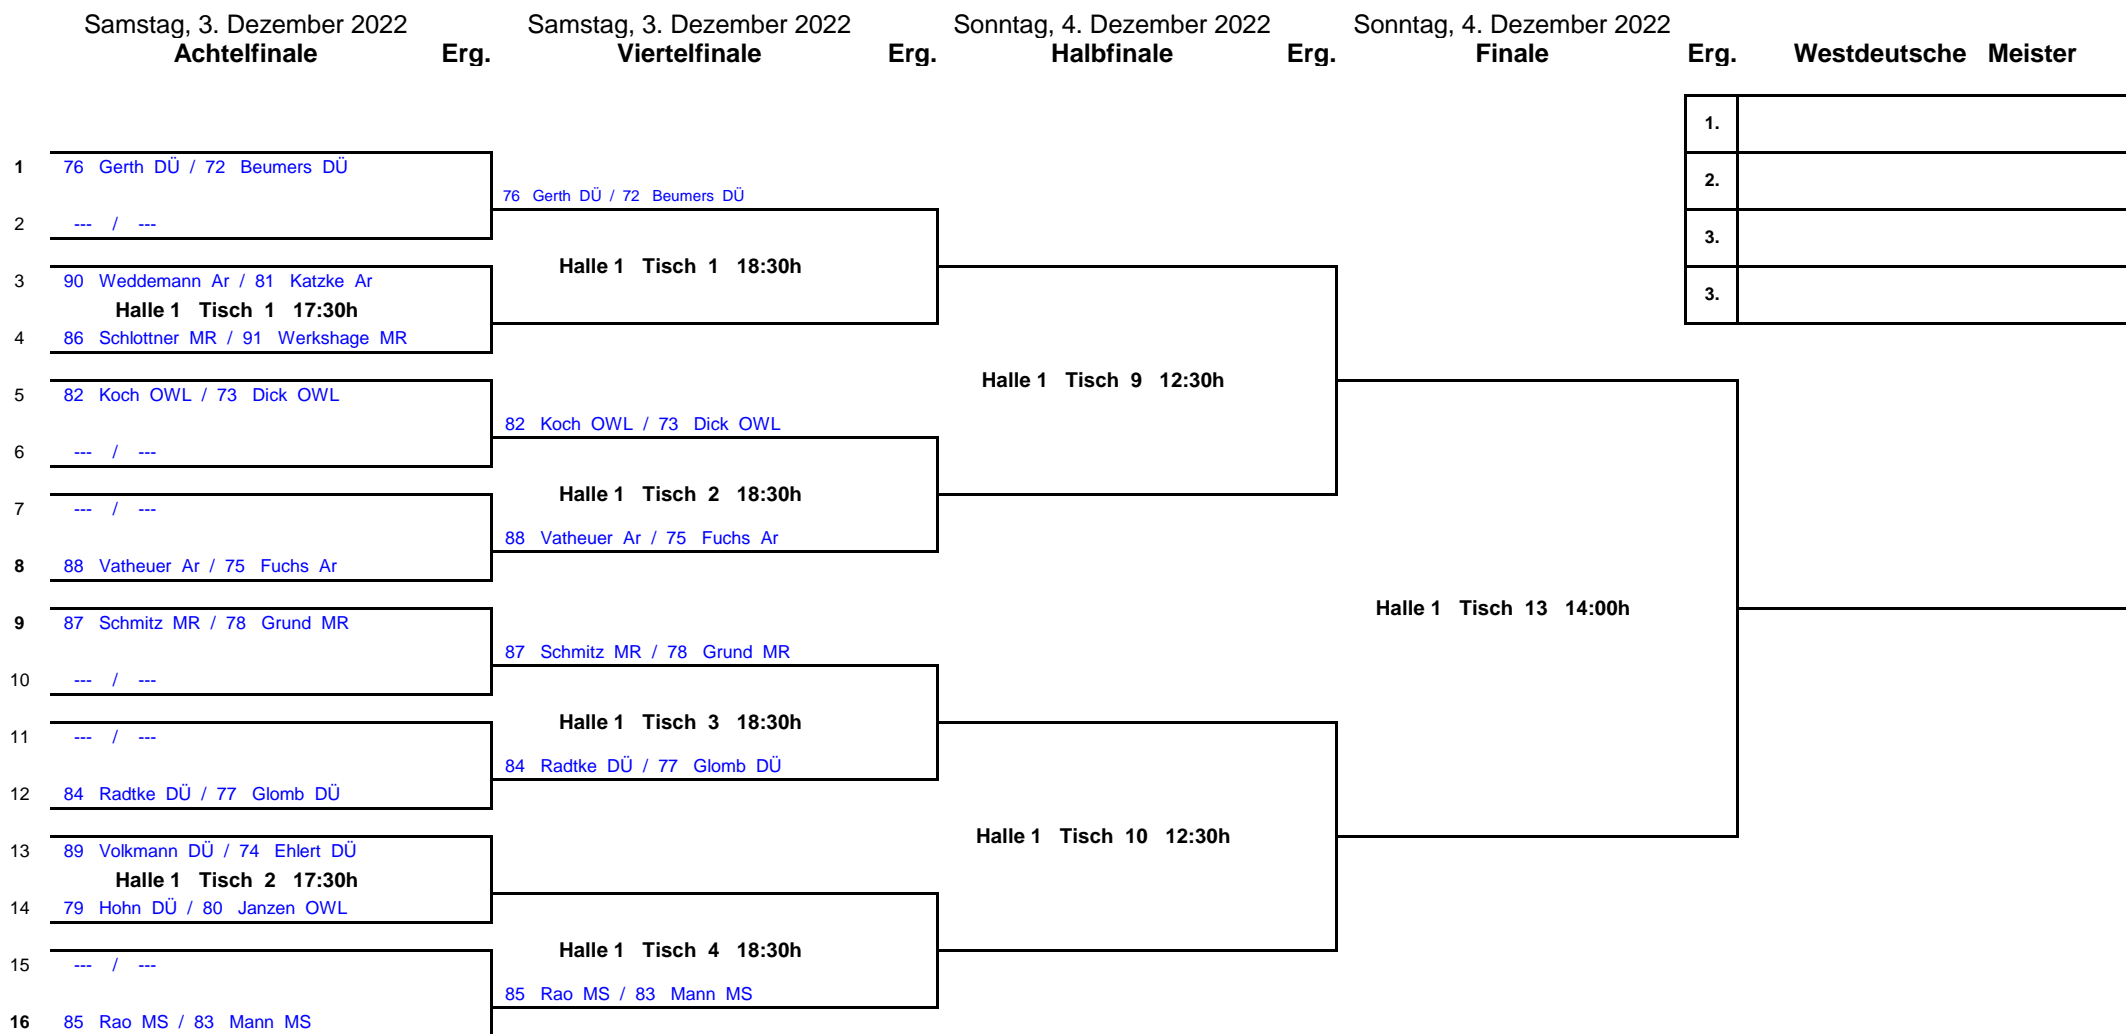 Samstag, 3. Dezember 2022 Samstag, 3. Dezember 2022 Sonntag, 4. Dezember 2022 Sonntag, 4. Dezember 2022
Achtelfinale Erg. Viertelfinale Erg. Halbfinale Erg. Finale Erg. Westdeutsche Meister
1.
1 76 Gerth DÜ / 72 Beumers DÜ
2.
76 Gerth DÜ / 72 Beumers DÜ
2 --- / ---
3.
Halle 1 Tisch 1 18:30h
3 90 Weddemann Ar / 81 Katzke Ar
3.
Halle 1 Tisch 1 17:30h
4 86 Schlottner MR / 91 Werkshage MR
Halle 1 Tisch 9 12:30h
5 82 Koch OWL / 73 Dick OWL
82 Koch OWL / 73 Dick OWL
6 --- / ---
Halle 1 Tisch 2 18:30h
7 --- / ---
88 Vatheuer Ar / 75 Fuchs Ar
8 88 Vatheuer Ar / 75 Fuchs Ar
Halle 1 Tisch 13 14:00h
9 87 Schmitz MR / 78 Grund MR
87 Schmitz MR / 78 Grund MR
10 --- / ---
Halle 1 Tisch 3 18:30h
11 --- / ---
84 Radtke DÜ / 77 Glomb DÜ
12 84 Radtke DÜ / 77 Glomb DÜ
Halle 1 Tisch 10 12:30h
13 89 Volkmann DÜ / 74 Ehlert DÜ
Halle 1 Tisch 2 17:30h
14 79 Hohn DÜ / 80 Janzen OWL
Halle 1 Tisch 4 18:30h
15 --- / ---
85 Rao MS / 83 Mann MS
16 85 Rao MS / 83 Mann MS